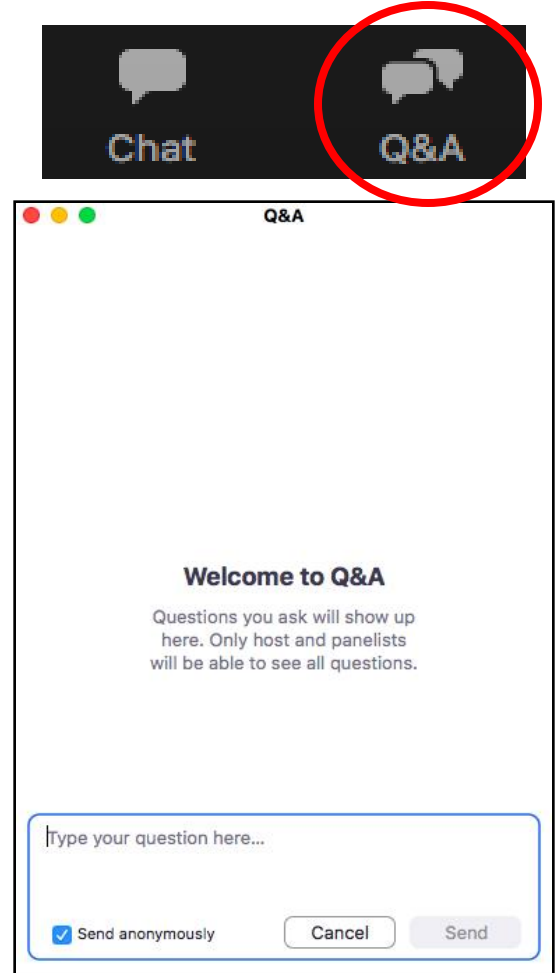 Chat Q&A
Q&A
Welcome to Q&A
Questions you ask will show up
here. Only host and panelists
will be able to see all questions.
Type your question here...
Send anonymously Cancel Send